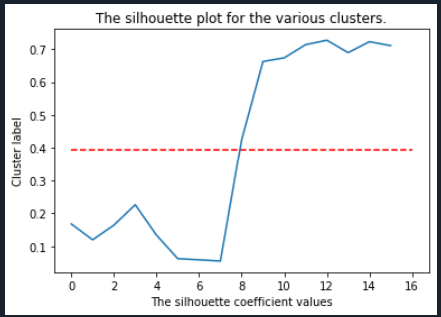 The silhouette plot for the various clusters.
0.7
0.6
0.5
0.4
0.3
0.2
0.1
Cluster label
0 2 4 6 8 10 12 14 16
The silhouette coefficient values